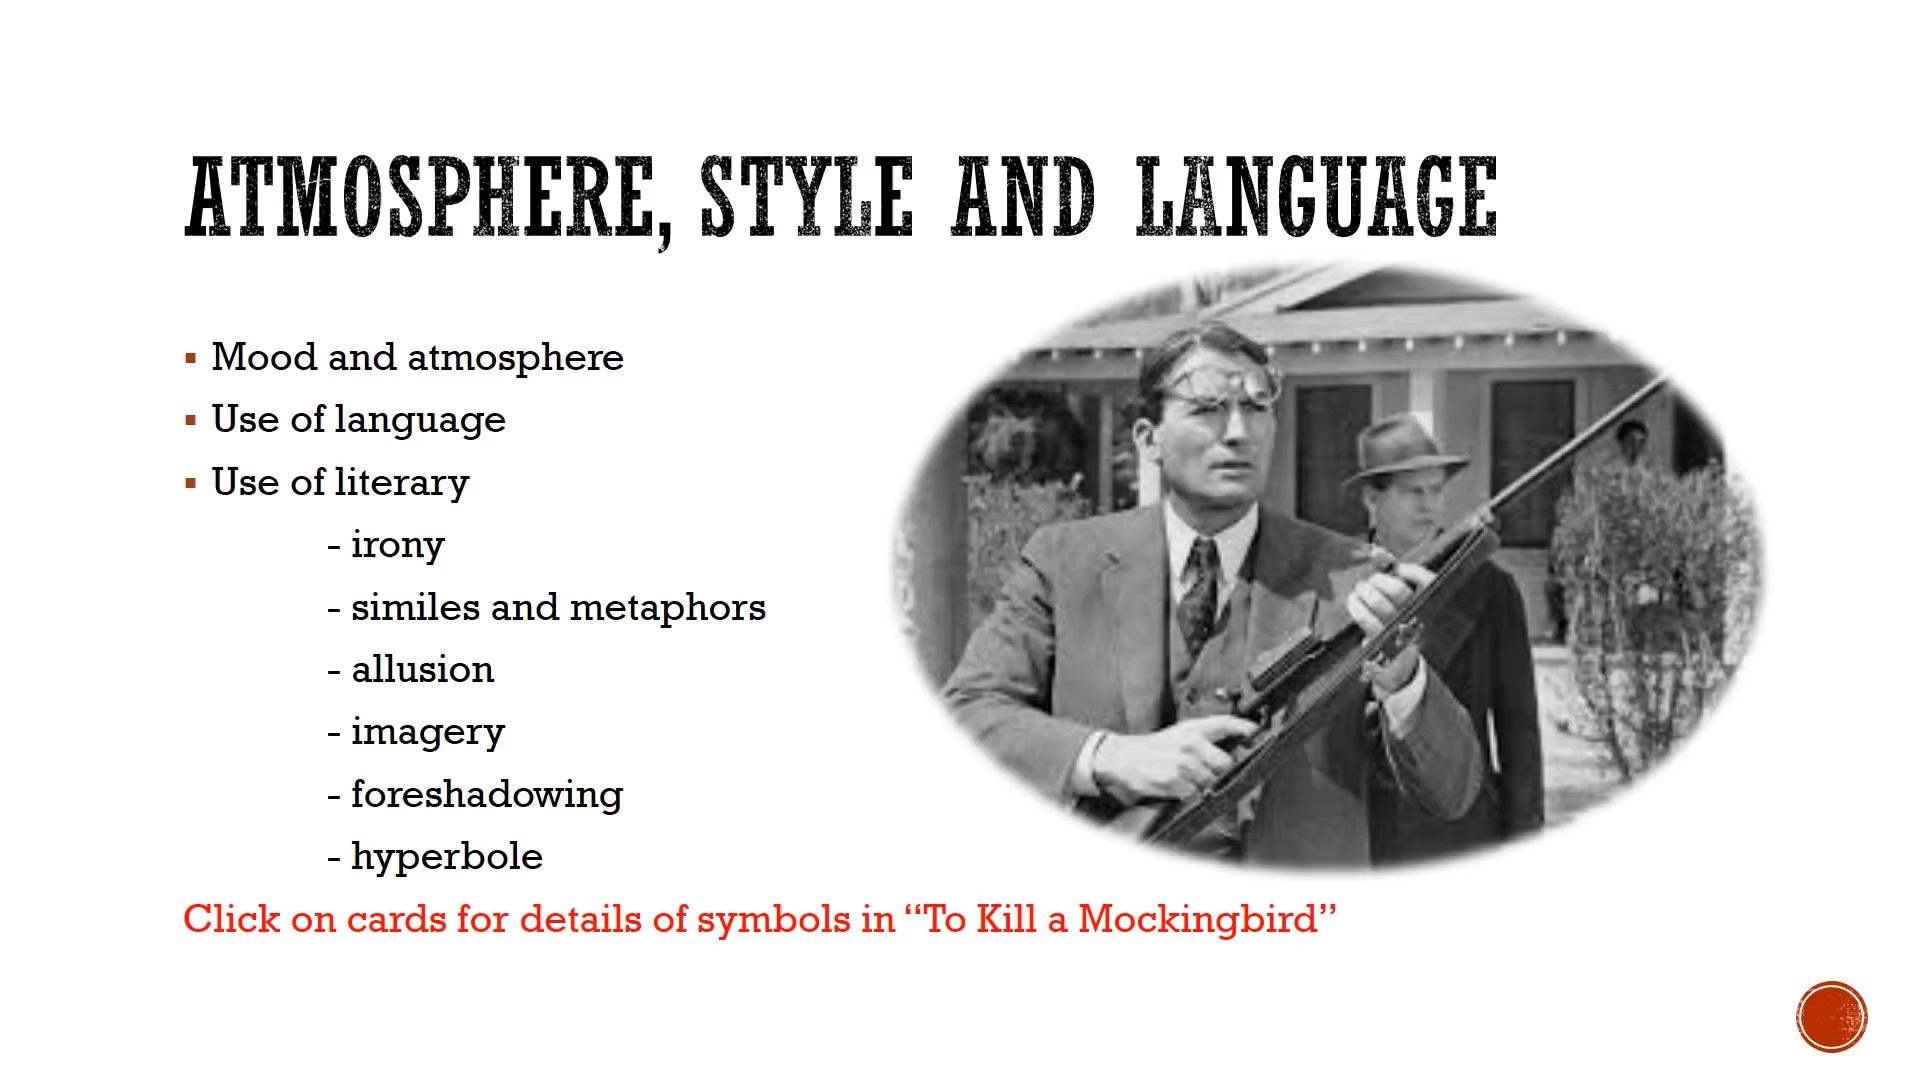 ATMOSPHERE, STYLE AND LANGUAGE
▪ Mood and atmosphere
▪ Use of language
▪ Use of literary
- irony
- similes and metaphors
- allusion
- imagery
- foreshadowing
- hyperbole
Click on cards for details of symbols in “To Kill a Mockingbird”